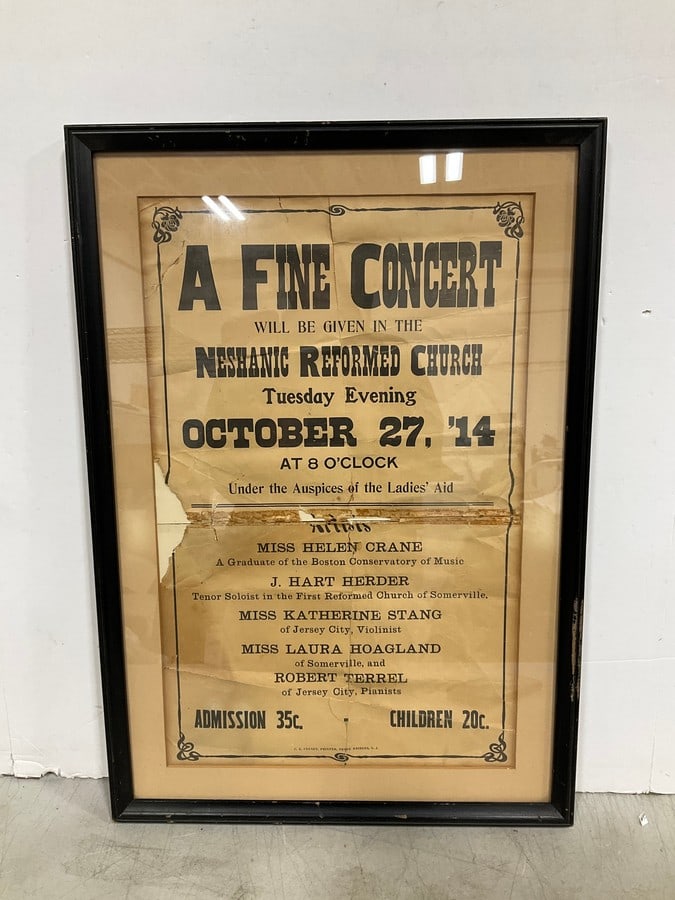 A FINE CONCERT
WILL BE GIVEN IN THE
NESHANIC REFORMED CHURCH
Tuesday Evening
OCTOBER 27, '14
AT 8 O'CLOCK
Under the Auspices of the Ladies' Aid
Artists
MISS HELEN CRANE
A Graduate of the Boston Conservatory of Music
J. HART HERDER
Tenor Soloist in the First Reformed Church of Somerville.
MISS KATHERINE STANG
of Jersey City, Violinist
MISS LAURA HOAGLAND
of Somerville, and
ROBERT TERREL
of Jersey City, Pianists
ADMISSION 35c. - CHILDREN 20c.